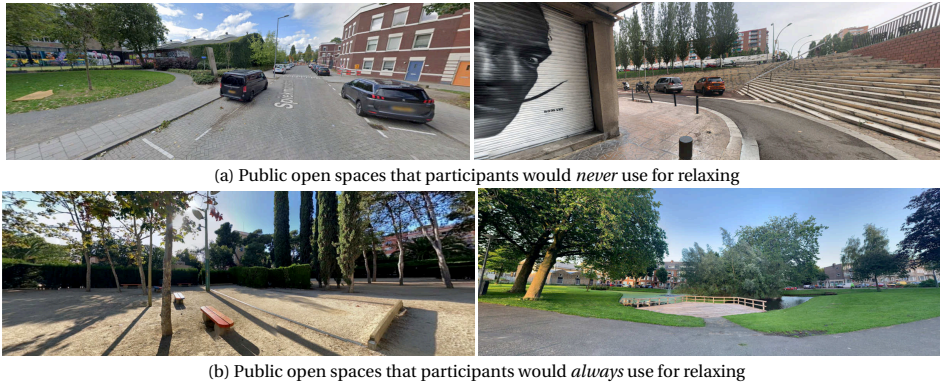 (a) Public open spaces that participants would never use for relaxing
(b) Public open spaces that participants would always use for relaxing